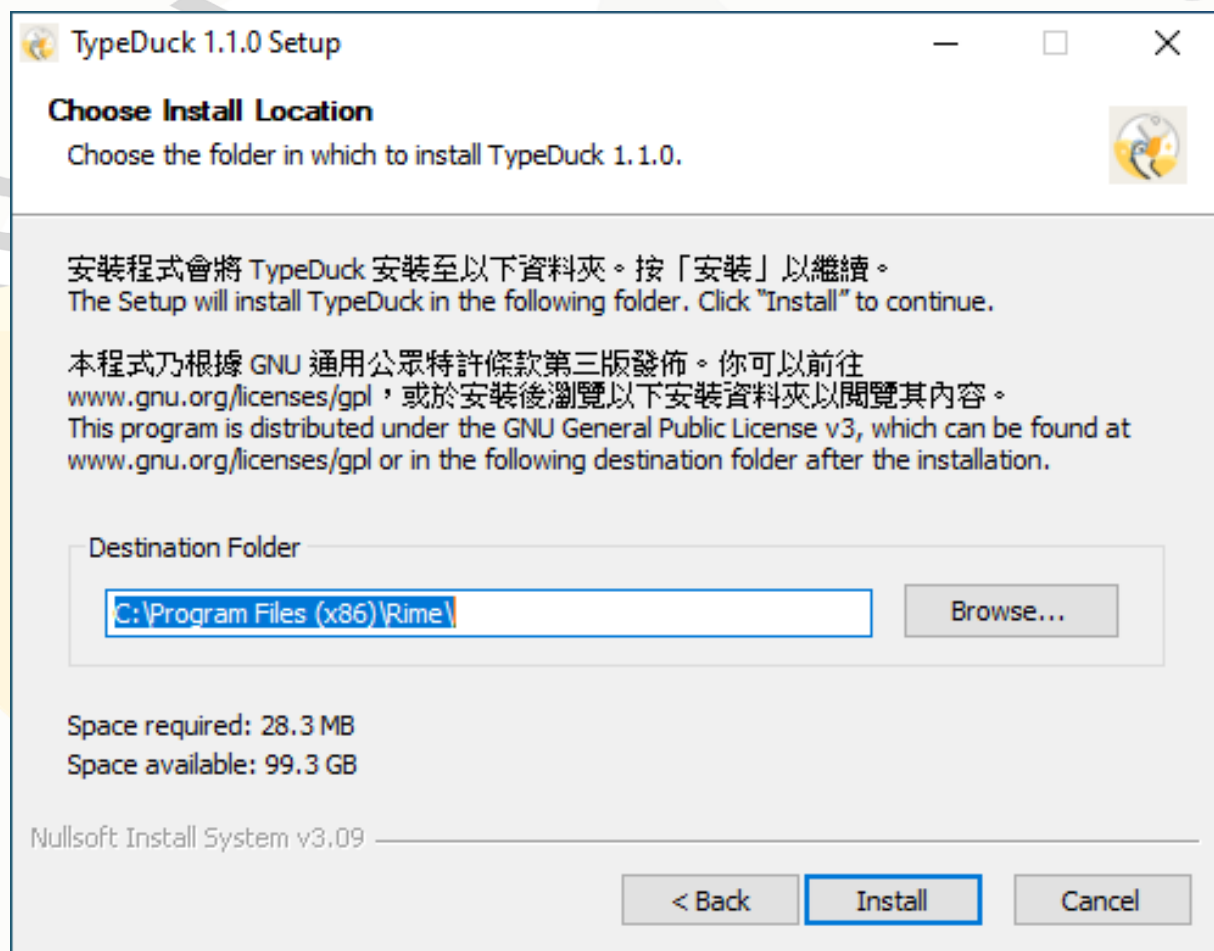 TypeDuck 1.1.0 Setup
Choose Install Location
Choose the folder in which to install TypeDuck 1.1.0.
安裝程式會將 TypeDuck 安裝至以下資料夾。按「安裝」以繼續。
The Setup will install TypeDuck in the following folder. Click “Install” to continue.
本程式乃根據 GNU 通用公眾特許條款第三版發佈。你可以前往
www.gnu.org/licenses/gpl，或於安裝後瀏覽以下安裝資料夾以閱覽其內容。
This program is distributed under the GNU General Public License v3, which can be found at
www.gnu.org/licenses/gpl or in the following destination folder after the installation.
Destination Folder
C:\Program Files (x86)\Rime\
Browse...
Space required: 28.3 MB
Space available: 99.3 GB
Nullsoft Install System v3.09
< Back
Install
Cancel